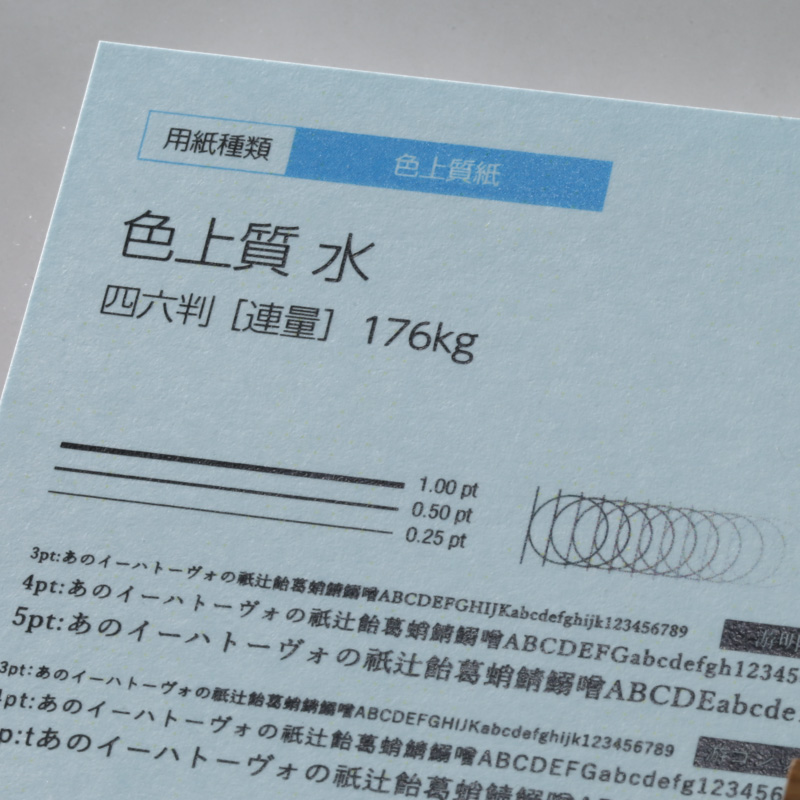 用紙種類 色上質紙
色上質 水
四六判［連量］ 176kg
1.00 pt
0.50 pt
0.25 pt
3pt:あのイーハトーヴォの祇辻飴葛蛸鯖鰯噌ABCDEFGHIJKabcdefghijk123456789
4pt:あのイーハトーヴォの祇辻飴葛蛸鯖鰯噌ABCDEFGabcdefgh12345
5pt:あのイーハトーヴォの祇辻飴葛蛸鯖鰯噌ABCDEabcde
3pt:あのイーハトーヴォの祇辻飴葛蛸鯖鰯噌ABCDEFGHIJKabcdefghijk123456789
4pt:あのイーハトーヴォの祇辻飴葛蛸鯖鰯噌ABCDEFGabcdefg123456
p:tあのイーハトーヴォの祇辻飴葛蛸鯖鰯噌ABCDEabcde